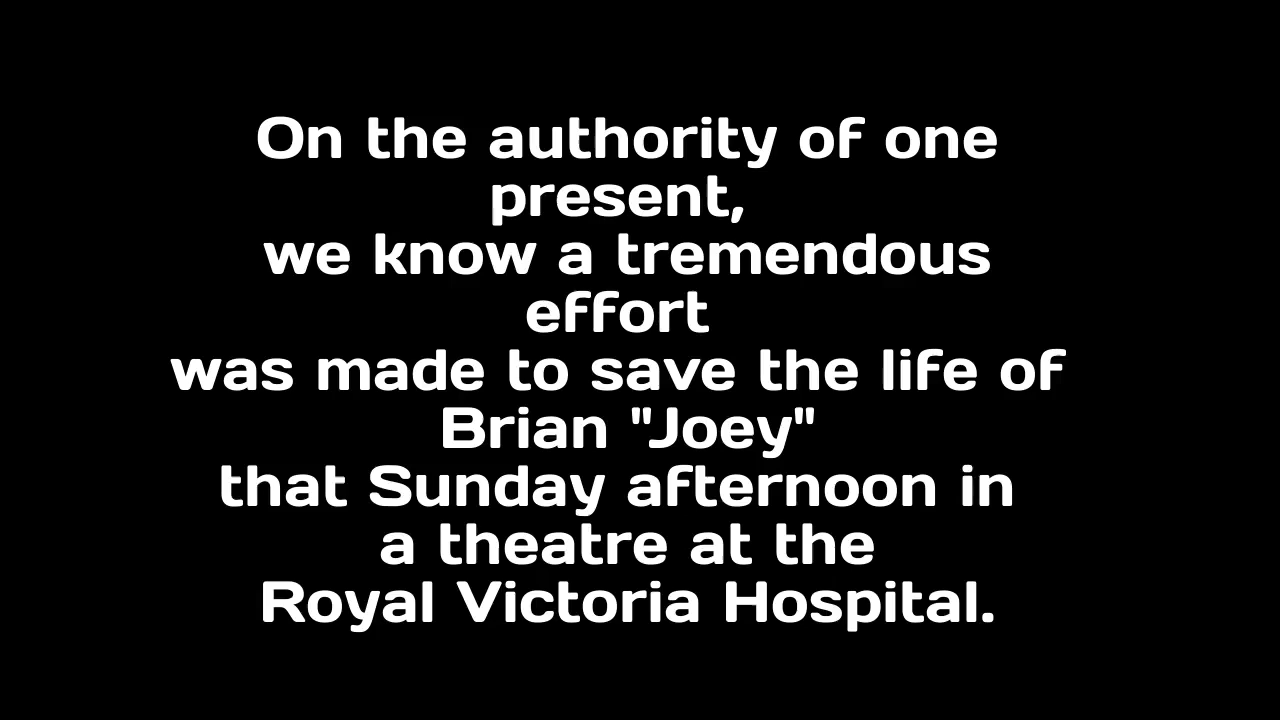 On the authority of one
present,
we know a tremendous
effort
was made to save the life of
Brian "Joey"
that Sunday afternoon in
a theatre at the
Royal Victoria Hospital.